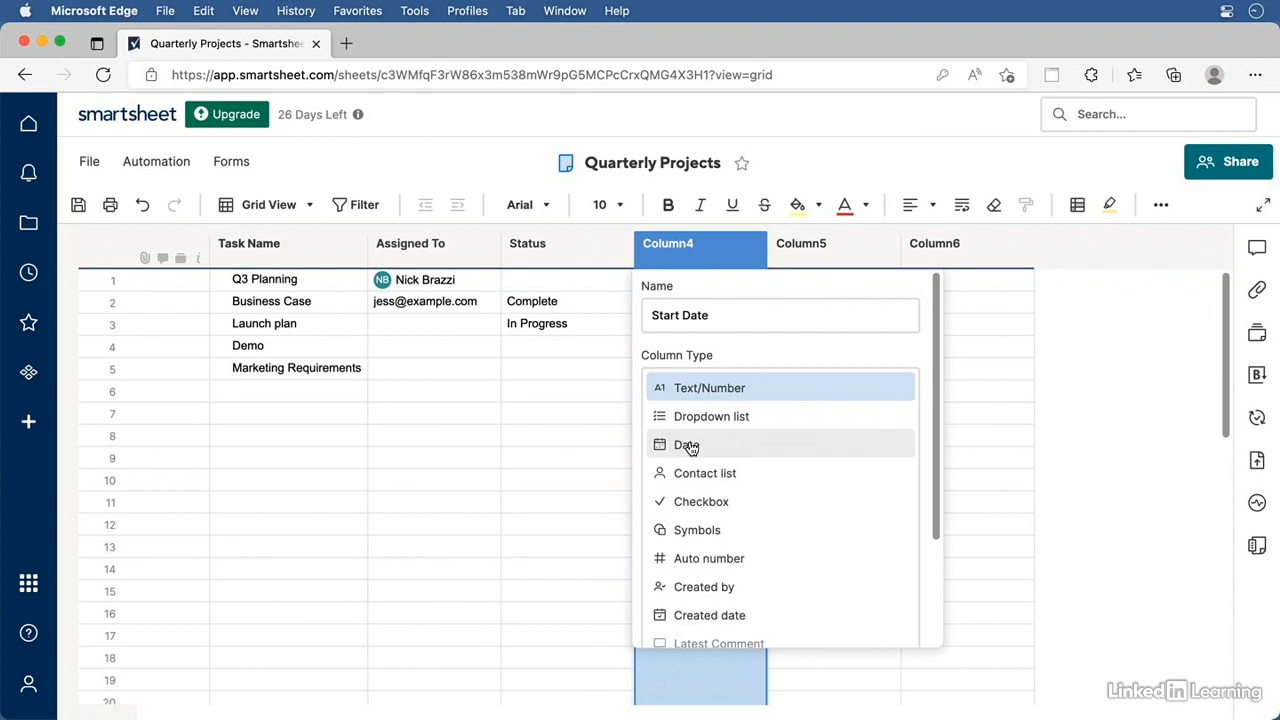 Microsoft Edge File Edit View History Favorites Tools Profiles Tab Window Help
Quarterly Projects - Smartshe
https://app.smartsheet.com/sheets/c3WMfqF3rW86x3m538mWr9pG5MCPcCrxQMG4X3H1?view=grid
smartsheet Upgrade 26 Days Left Search...
File Automation Forms Quarterly Projects Share
Grid View Filter Arial 10 B I U S A
Task Name Assigned To Status Column4 Column5 Column6
1 Q3 Planning NB Nick Brazzi
2 Business Case jess@example.com Complete
3 Launch plan In Progress
4 Demo
5 Marketing Requirements
6
7
8
9
10
11
12
13
14
15
16
17
18
19
20
Name
Start Date
Column Type
A1 Text/Number
Dropdown list
Date
Contact list
Checkbox
Symbols
Auto number
Created by
Created date
Latest Comment
LinkedIn Learning